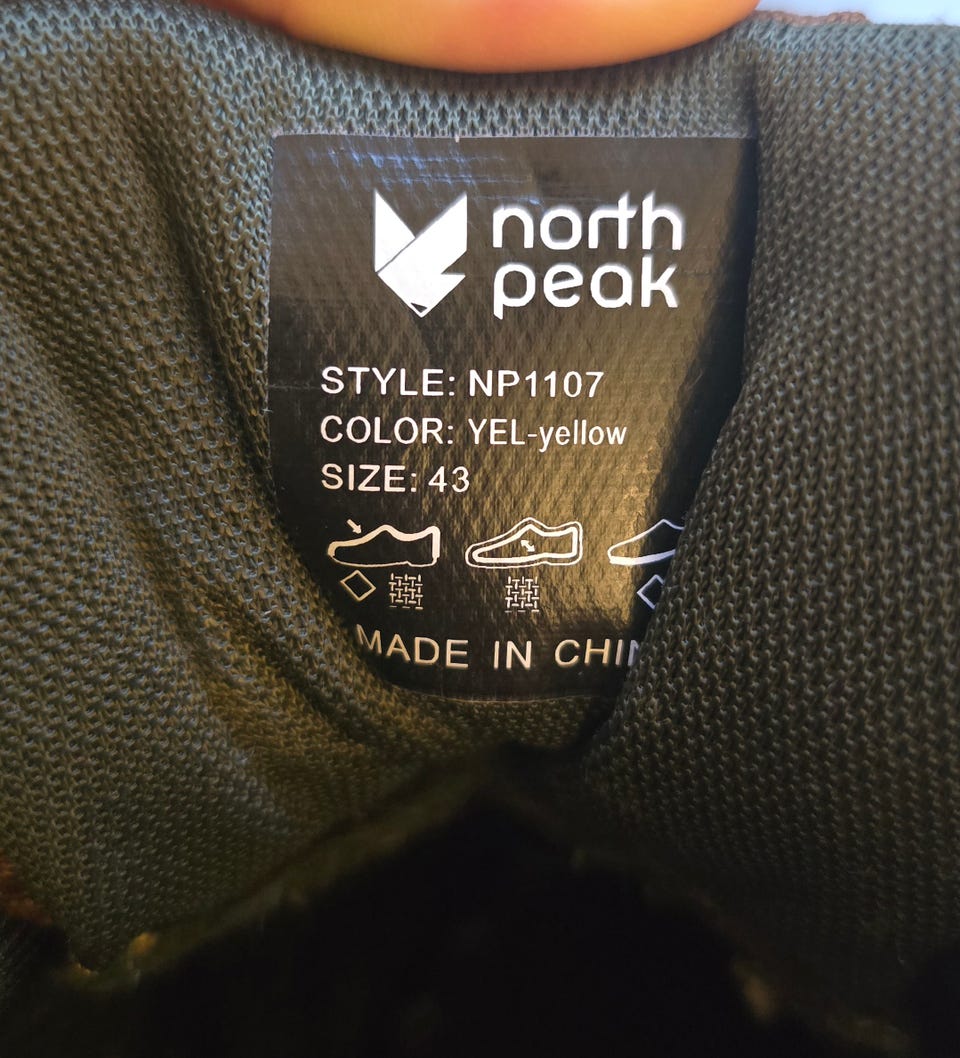 north
peak
STYLE: NP1107
COLOR: YEL-yellow
SIZE: 43
MADE IN CHIN